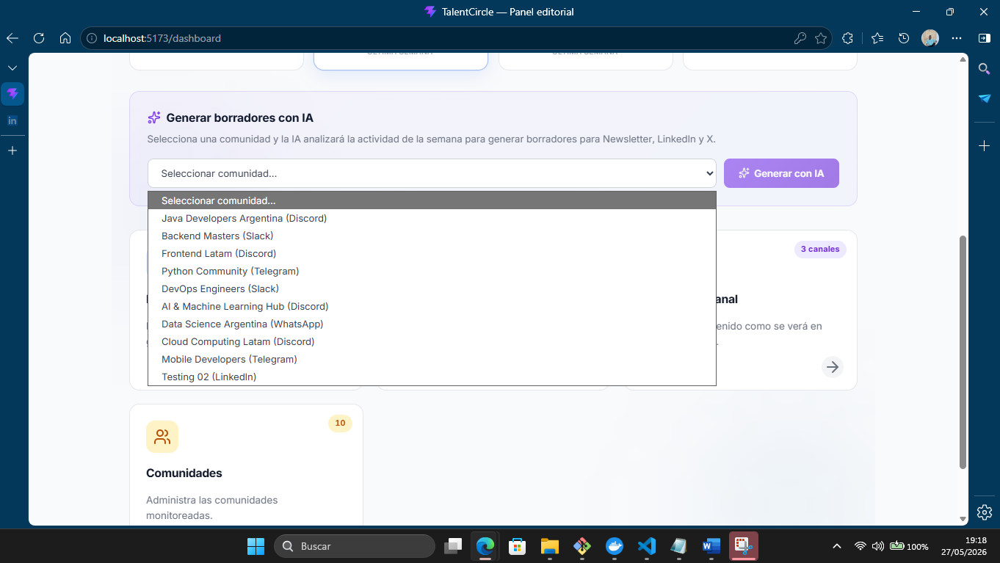 TalentCircle — Panel editorial
localhost:5173/dashboard
Generar borradores con IA
Selecciona una comunidad y la IA analizará la actividad de la semana para generar borradores para Newsletter, LinkedIn y X.
Seleccionar comunidad...
Generar con IA
Seleccionar comunidad...
Java Developers Argentina (Discord)
Backend Masters (Slack)
Frontend Latam (Discord)
Python Community (Telegram)
DevOps Engineers (Slack)
AI & Machine Learning Hub (Discord)
Data Science Argentina (WhatsApp)
Cloud Computing Latam (Discord)
Mobile Developers (Telegram)
Testing 02 (LinkedIn)
3 canales
anal
enido como se verá en
10
Comunidades
Administra las comunidades
monitoreadas.
Buscar
100%
19:18
27/05/2026